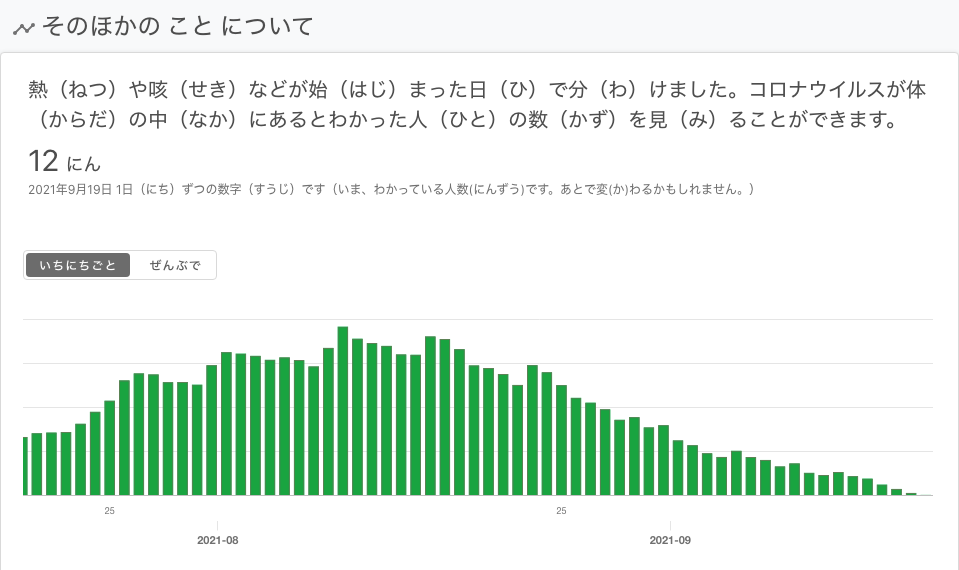 そのほかの こと について
熱（ねつ）や咳（せき）などが始（はじ）まった日（ひ）で分（わ）けました。コロナウイルスが体
（からだ）の中（なか）にあるとわかった人（ひと）の数（かず）を見（み）ることができます。
12 にん
2021年9月19日 1日（にち）ずつの数字（すうじ）です（いま、わかっている人数(にんずう)です。あとで変(か)わるかもしれません。）
いちにちごと ぜんぶで
25 25
2021-08 2021-09